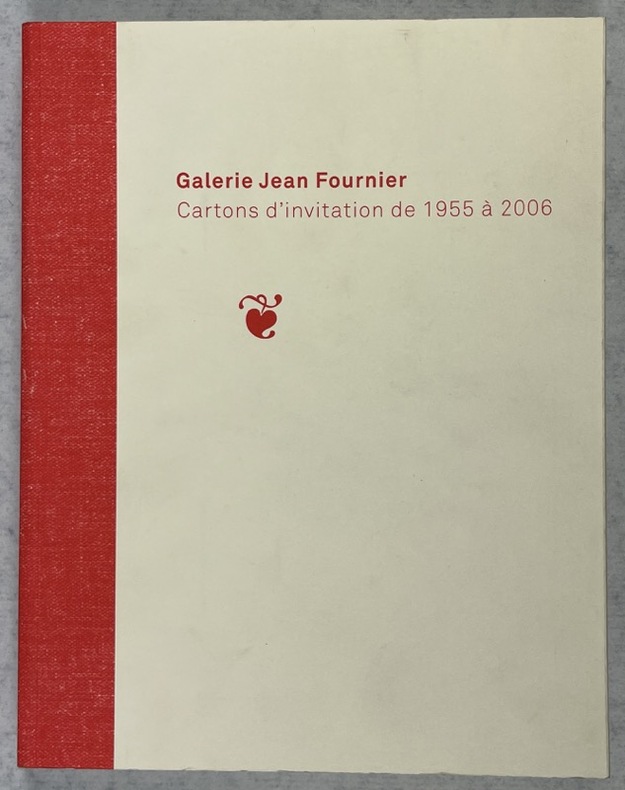 Galerie Jean Fournier
Cartons d'invitation de 1955 à 2006